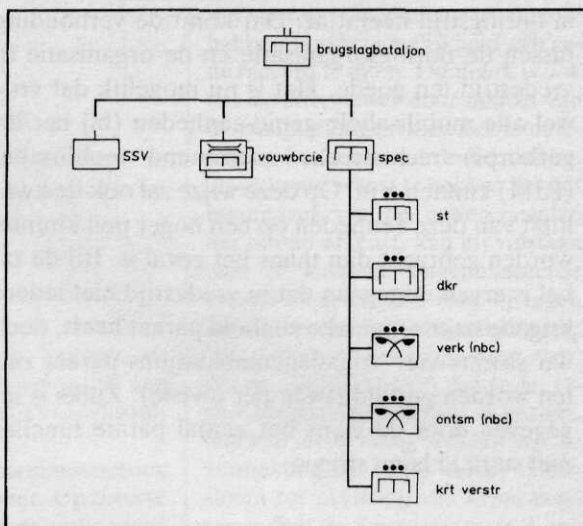 brugslagbataljon
SSV vouwbrcie spec
st
dkr
verk (nbc)
ontsm (nbc)
krt verstr